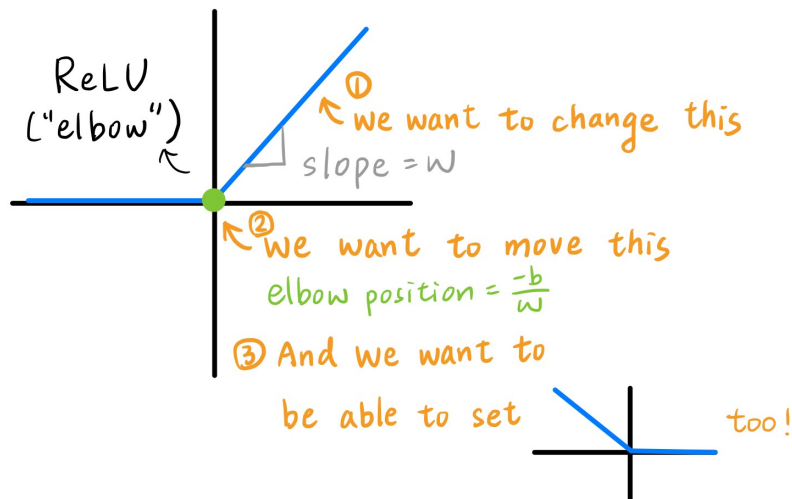 ReLU
("elbow")
① we want to change this
slope = w
② we want to move this
elbow position = -b/w
③ And we want to
be able to set
too!